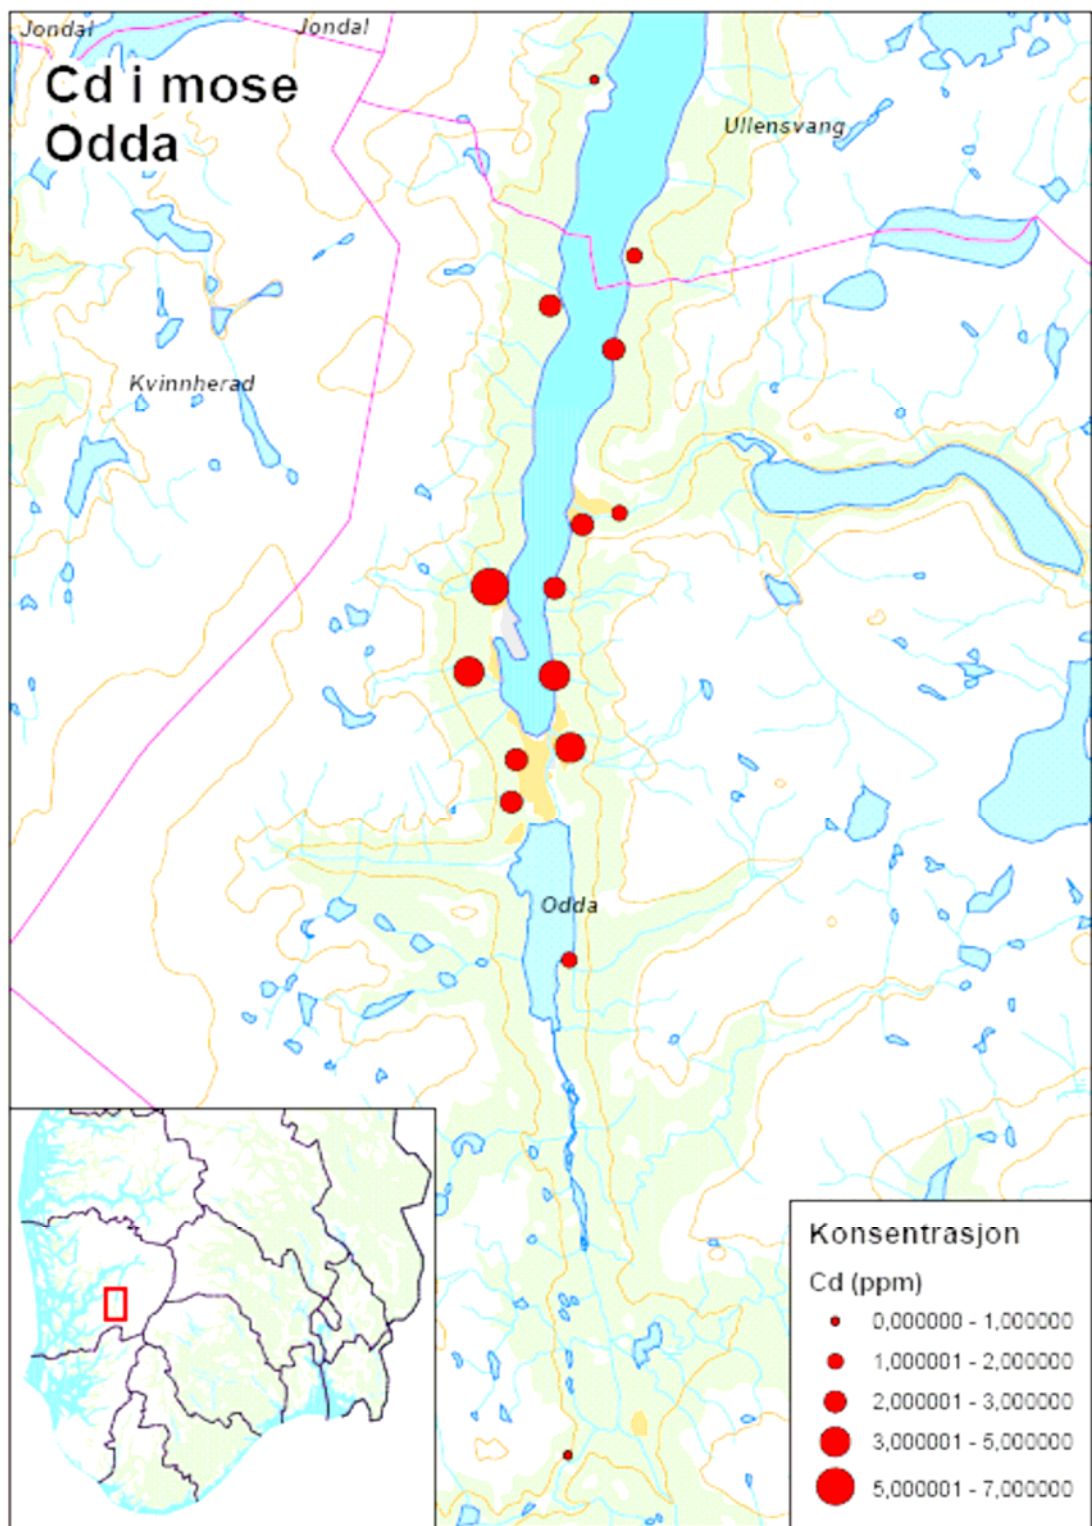 Jondal
Jondal
Cd i mose
Odda
Ullensvang
Kvinnherad
Odda
Konsentrasjon
Cd (ppm)
0,000000 - 1,000000
1,000001 - 2,000000
2,000001 - 3,000000
3,000001 - 5,000000
5,000001 - 7,000000